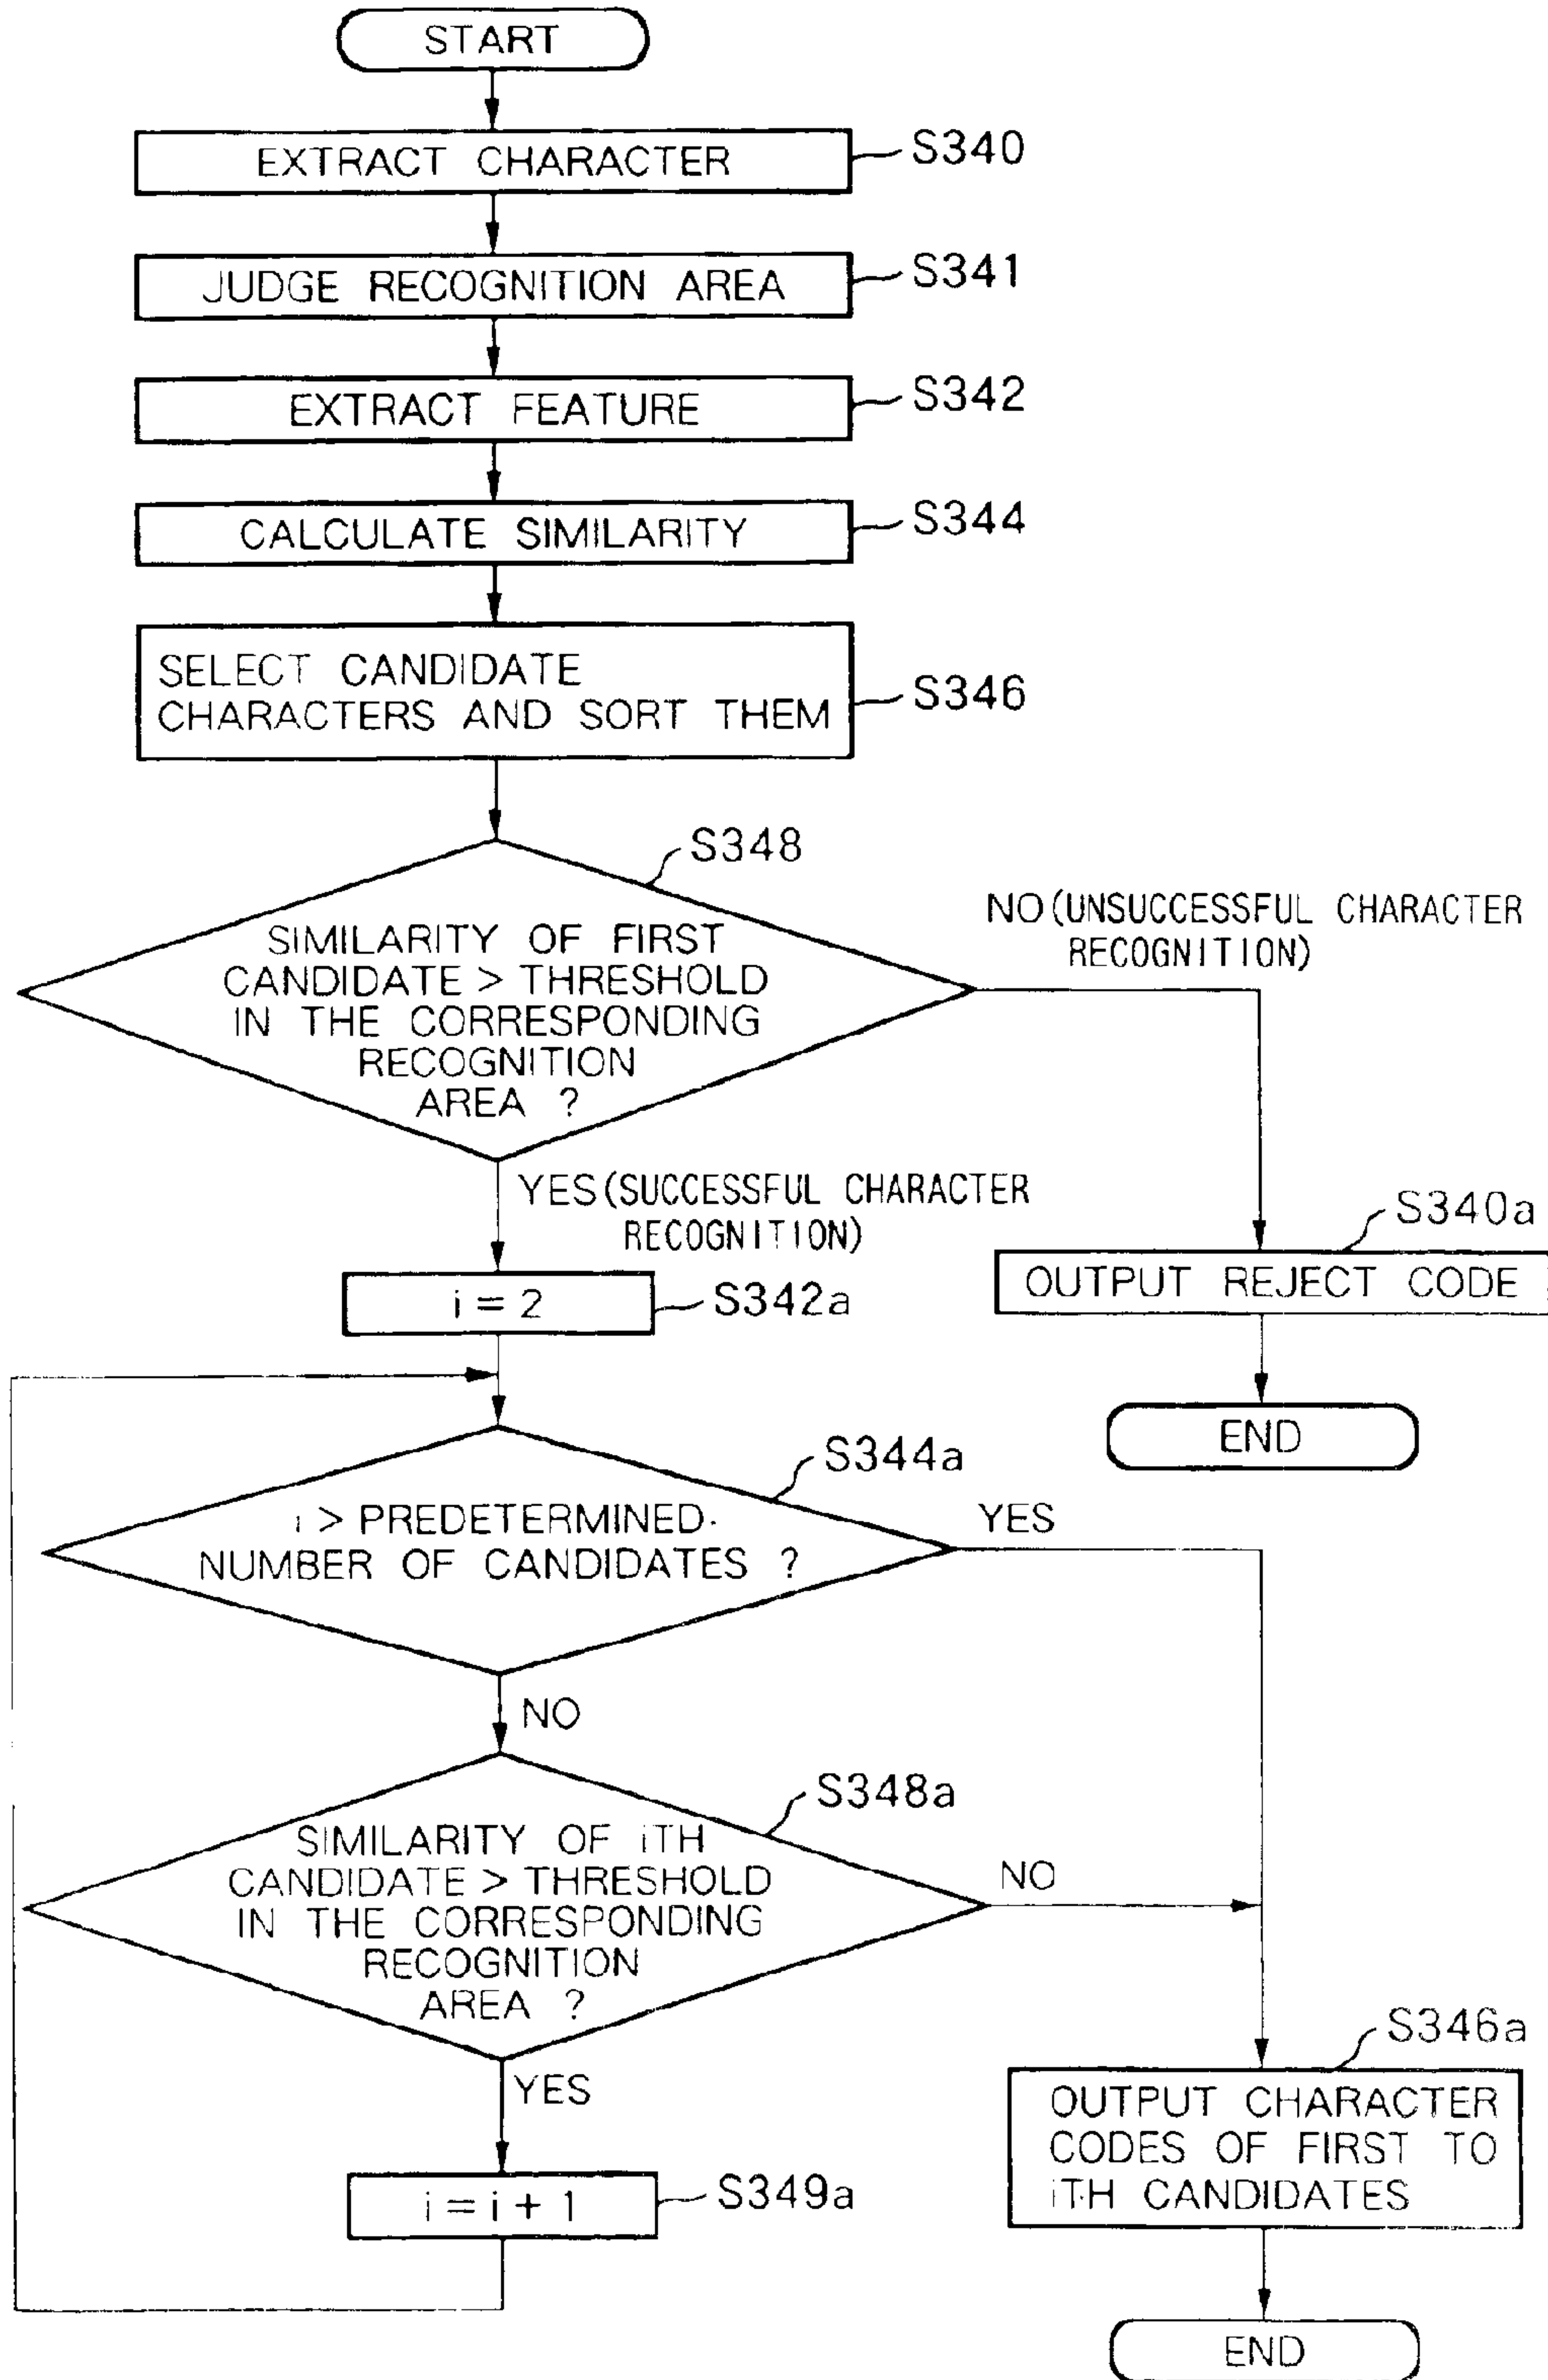 START
EXTRACT CHARACTER
S340
JUDGE RECOGNITION AREA
S341
EXTRACT FEATURE
S342
CALCULATE SIMILARITY
S344
SELECT CANDIDATE
CHARACTERS AND SORT THEM
S346
S348
SIMILARITY OF FIRST
CANDIDATE > THRESHOLD
IN THE CORRESPONDING
RECOGNITION
AREA ?
NO (UNSUCCESSFUL CHARACTER
RECOGNITION)
YES (SUCCESSFUL CHARACTER
RECOGNITION)
S340a
OUTPUT REJECT CODE
END
i = 2
S342a
S344a
i > PREDETERMINED
NUMBER OF CANDIDATES ?
YES
NO
S348a
SIMILARITY OF iTH
CANDIDATE > THRESHOLD
IN THE CORRESPONDING
RECOGNITION
AREA ?
NO
YES
i = i + 1
S349a
S346a
OUTPUT CHARACTER
CODES OF FIRST TO
iTH CANDIDATES
END